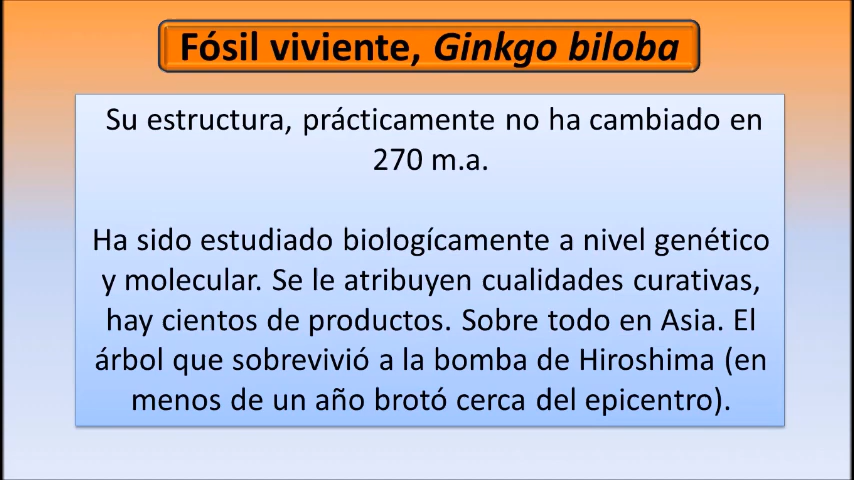 Fósil viviente, Ginkgo biloba
Su estructura, prácticamente no ha cambiado en
270 m.a.
Ha sido estudiado biologícamente a nivel genético
y molecular. Se le atribuyen cualidades curativas,
hay cientos de productos. Sobre todo en Asia. El
árbol que sobrevivió a la bomba de Hiroshima (en
menos de un año brotó cerca del epicentro).